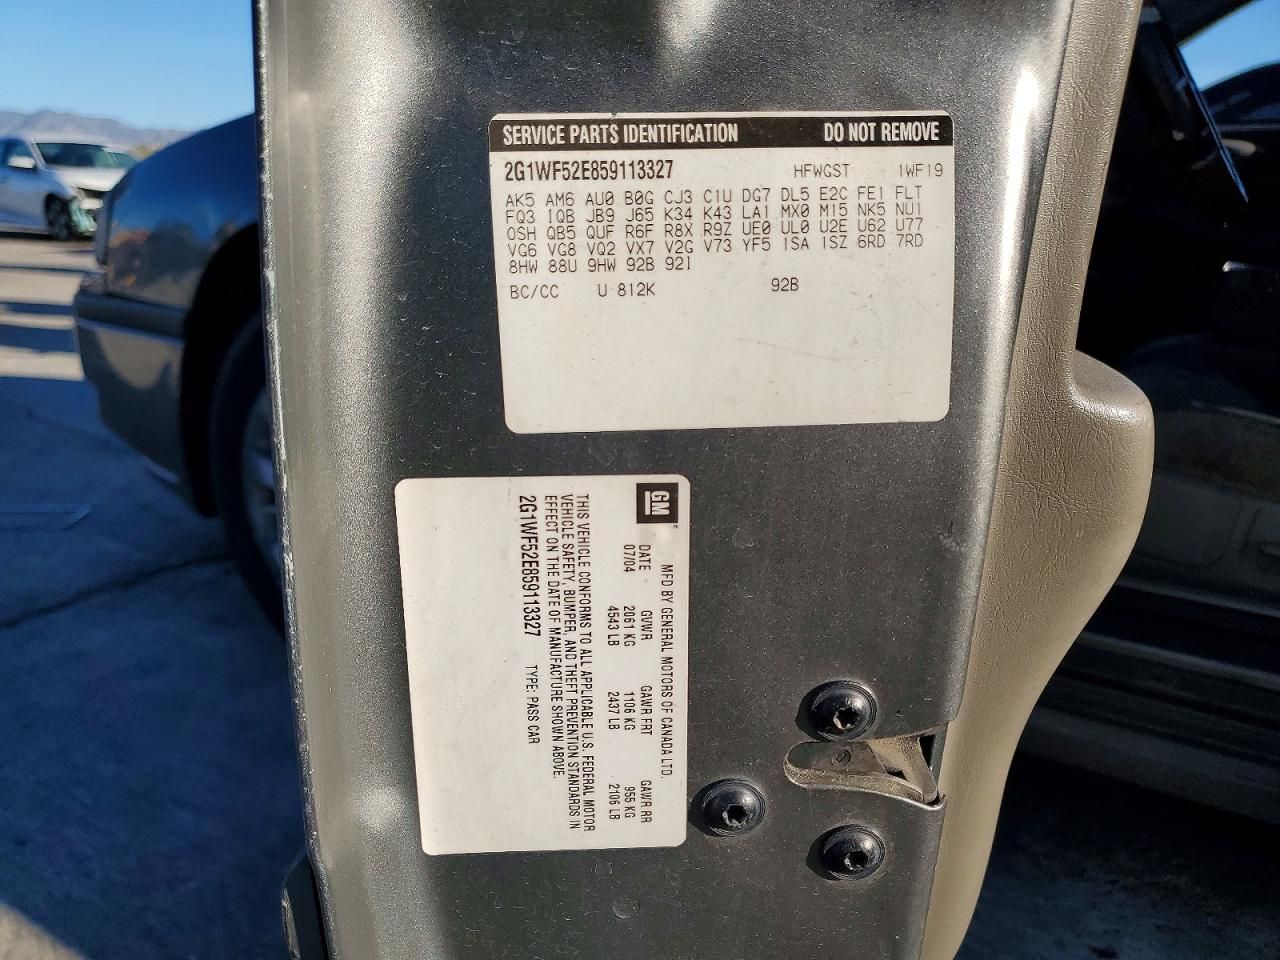 SERVICE PARTS IDENTIFICATION DO NOT REMOVE
2G1WF52E859113327 HFWGST 1WF19
AK5 AM6 AU0 B0G CJ3 C1U DG7 DL5 E2C FE1 FLT
FQ3 IQB JB9 J65 K34 K43 LA1 MX0 M15 NK5 NU1
OSH QB5 QUF R6F R8X R9Z UE0 UL0 U2E U62 U77
VG6 VG8 VQ2 VX7 V2G V73 YF5 1SA 1SZ 6RD 7RD
8HW 88U 9HW 92B 92I
BC/CC U 812K 92B
GM
MFD BY GENERAL MOTORS OF CANADA LTD.
DATE GVWR GAWR FRT GAWR RR
07/04 2061 KG 1106 KG 955 KG
4543 LB 2437 LB 2106 LB
THIS VEHICLE CONFORMS TO ALL APPLICABLE U.S. FEDERAL MOTOR
VEHICLE SAFETY, BUMPER, AND THEFT PREVENTION STANDARDS IN
EFFECT ON THE DATE OF MANUFACTURE SHOWN ABOVE.
2G1WF52E859113327 TYPE: PASS CAR